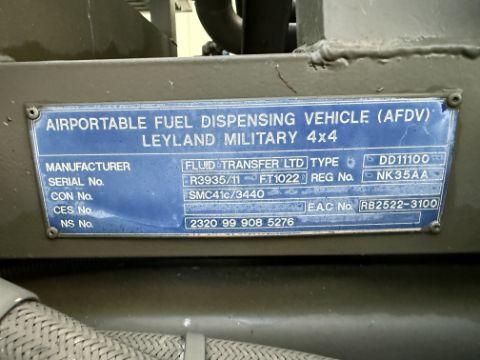 AIRPORTABLE FUEL DISPENSING VEHICLE (AFDV)
LEYLAND MILITARY 4x4
MANUFACTURER FLUID TRANSFER LTD TYPE DD11100
SERIAL No. R3935/11 FT1022 REG No. NK35AA
CON No. SMC41c/3440
CES No. E.A.C No. RB2522-3100
NS No. 2320 99 908 5276